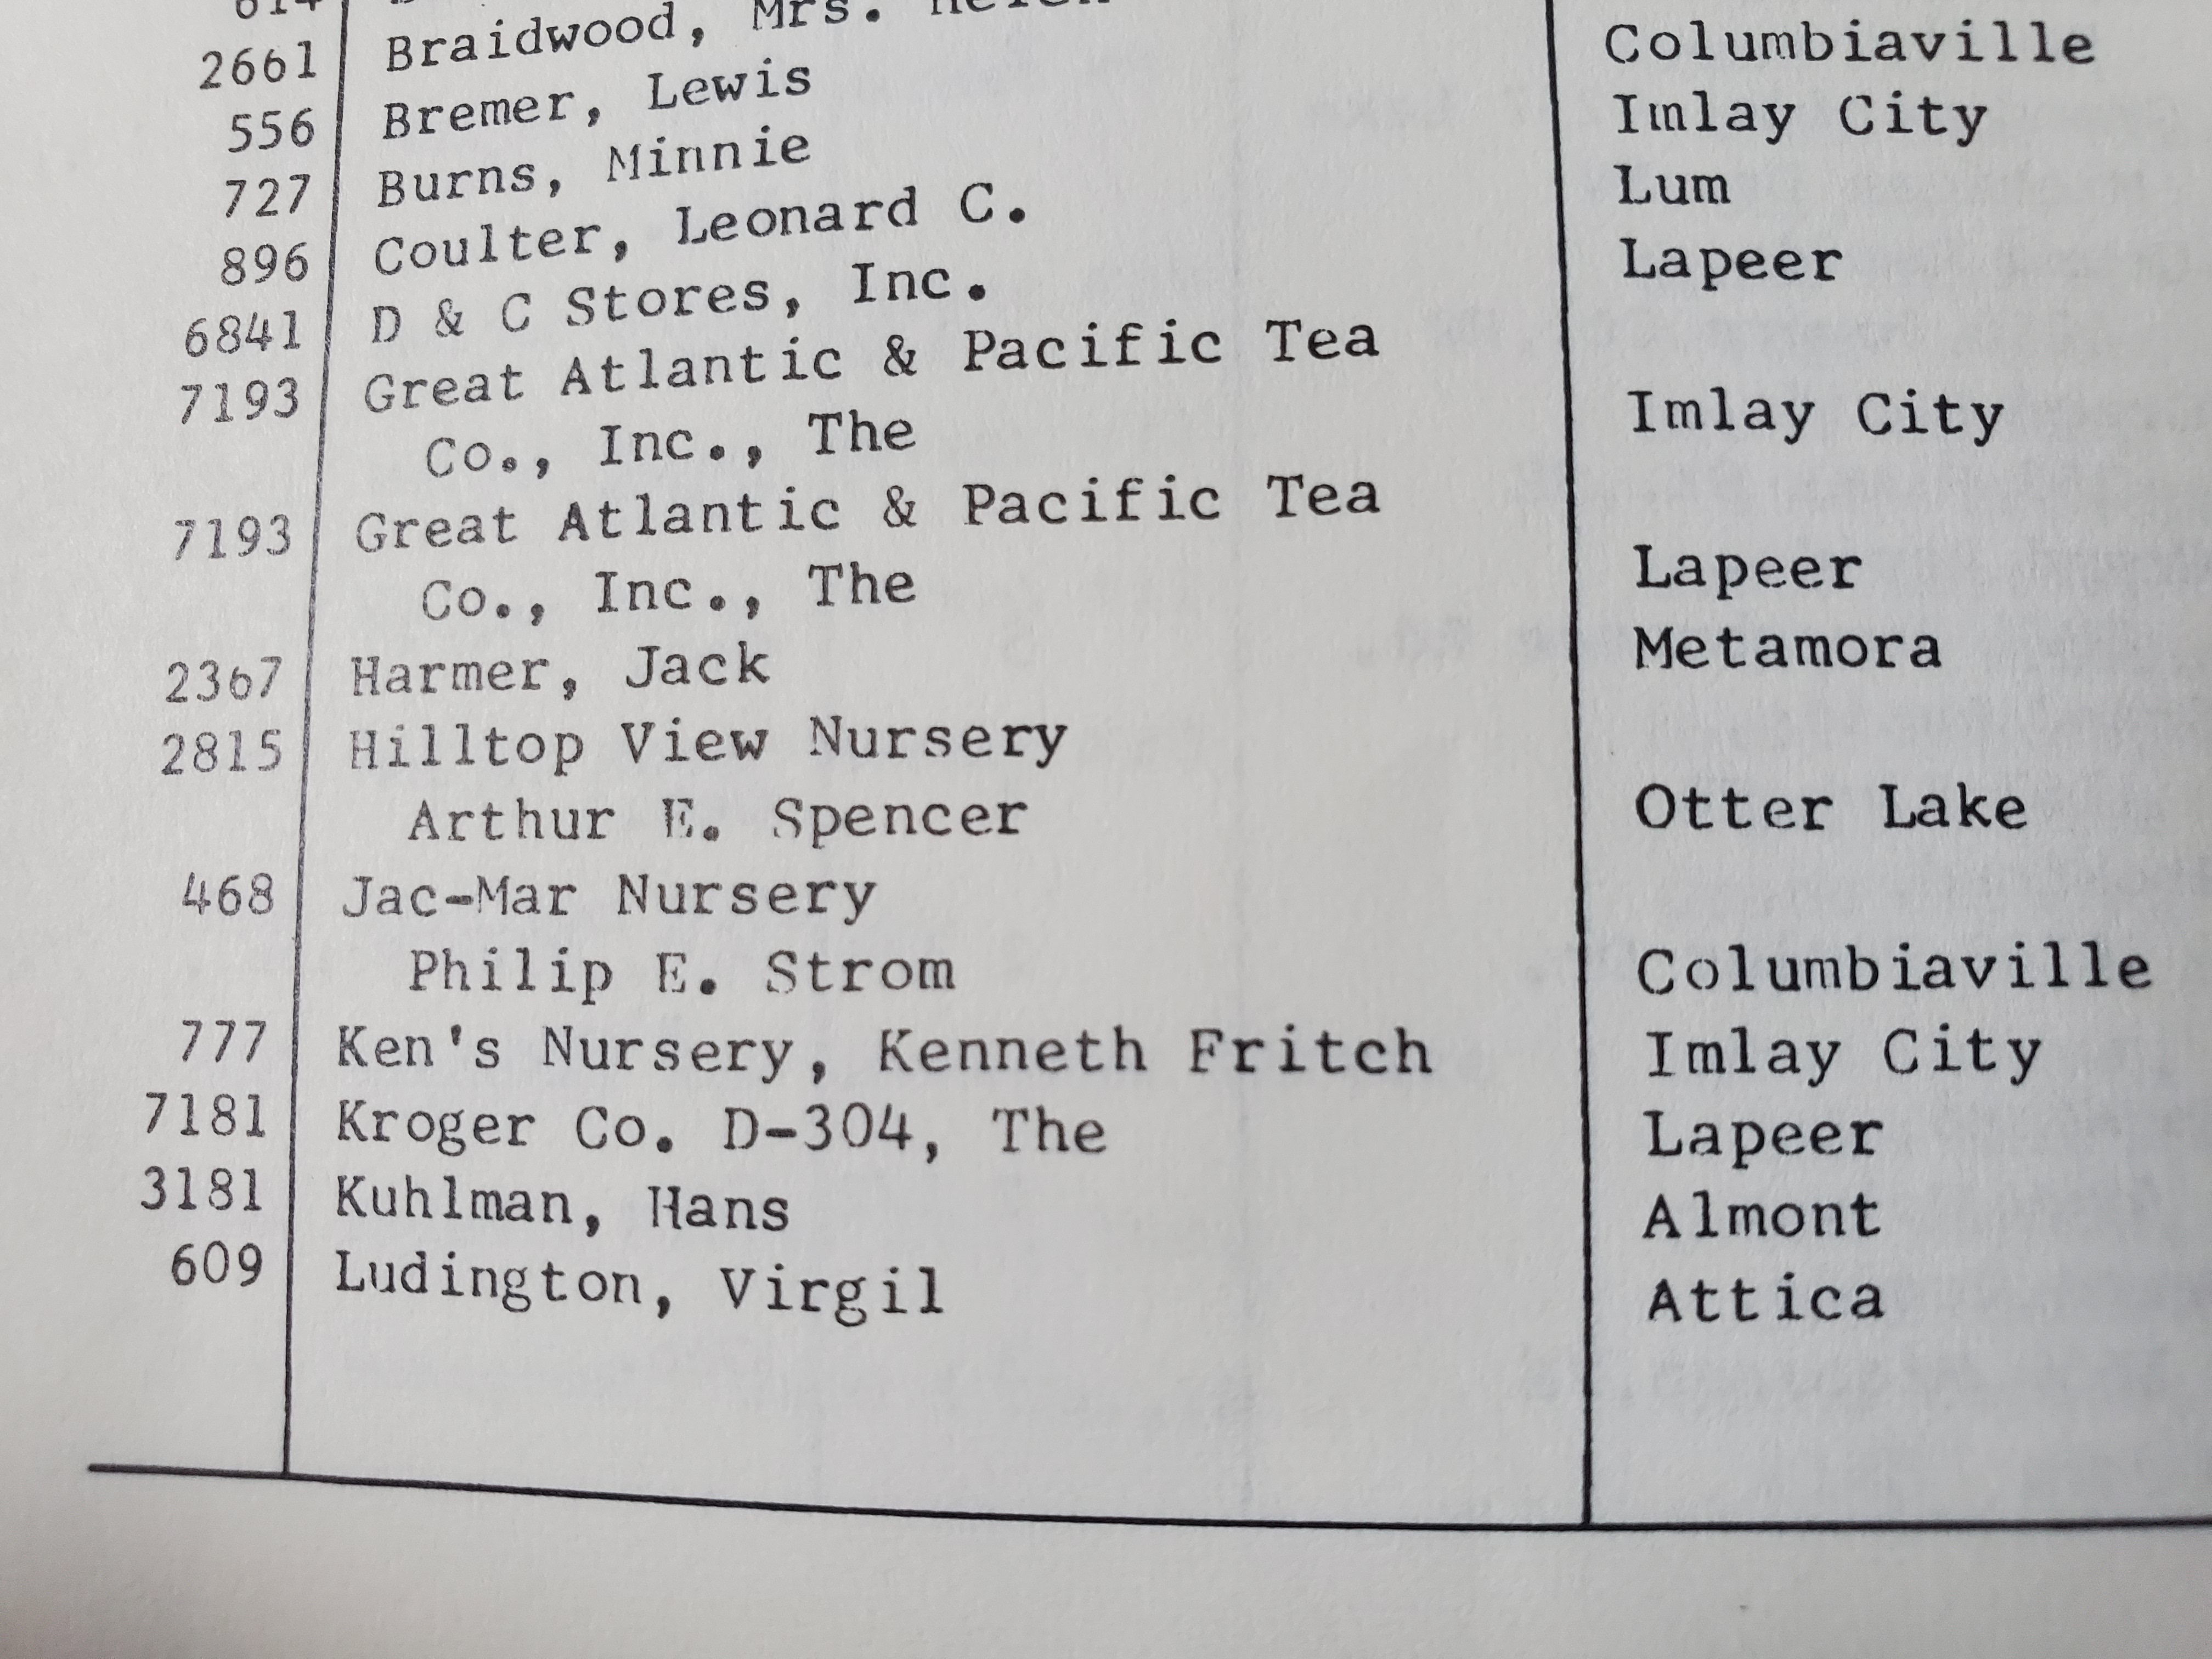 2661 Braidwood, Mrs.
556 Bremer, Lewis Columbiaville
727 Burns, Minnie Imlay City
896 Coulter, Leonard C. Lum
6841 D & C Stores, Inc. Lapeer
7193 Great Atlantic & Pacific Tea
Co., Inc., The Imlay City
7193 Great Atlantic & Pacific Tea
Co., Inc., The Lapeer
2367 Harmer, Jack Metamora
2815 Hilltop View Nursery
Arthur E. Spencer Otter Lake
468 Jac-Mar Nursery
Philip E. Strom Columbiaville
777 Ken's Nursery, Kenneth Fritch Imlay City
7181 Kroger Co. D-304, The Lapeer
3181 Kuhlman, Hans Almont
609 Ludington, Virgil Attica